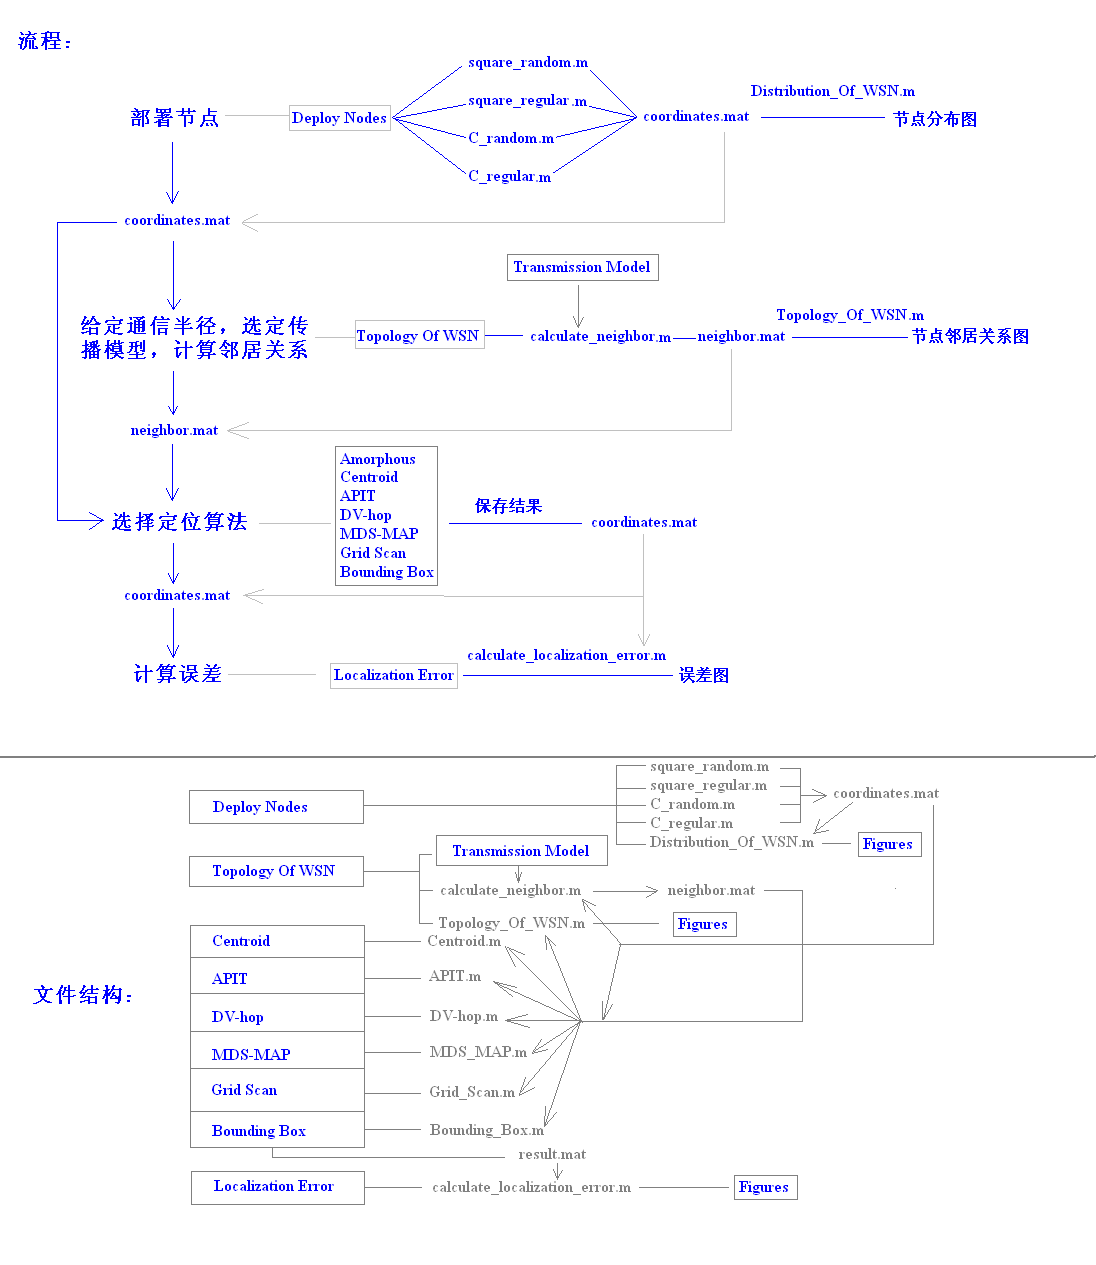 流程：
square_random.m
square_regular.m
C_random.m
C_regular.m
部署节点
Deploy Nodes
coordinates.mat
Distribution_Of_WSN.m
节点分布图
coordinates.mat
Transmission Model
给定通信半径，选定传
播模型，计算邻居关系
Topology Of WSN
calculate_neighbor.m
neighbor.mat
Topology_Of_WSN.m
节点邻居关系图
neighbor.mat
选择定位算法
Amorphous
Centroid
APIT
DV-hop
MDS-MAP
Grid Scan
Bounding Box
保存结果
coordinates.mat
coordinates.mat
计算误差
Localization Error
calculate_localization_error.m
误差图
文件结构：
Deploy Nodes
square_random.m
square_regular.m
C_random.m
C_regular.m
Distribution_Of_WSN.m
coordinates.mat
Figures
Topology Of WSN
Transmission Model
calculate_neighbor.m
neighbor.mat
Topology_Of_WSN.m
Figures
Centroid
Centroid.m
APIT
APIT.m
DV-hop
DV-hop.m
MDS-MAP
MDS_MAP.m
Grid Scan
Grid_Scan.m
Bounding Box
Bounding_Box.m
result.mat
Localization Error
calculate_localization_error.m
Figures